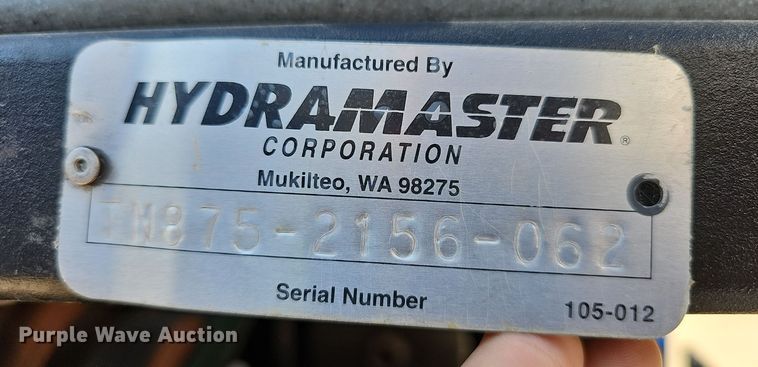 Manufactured By
HYDRAMASTER®
CORPORATION
Mukilteo, WA 98275
TM875-2156-062
Serial Number
105-012
Purple Wave Auction